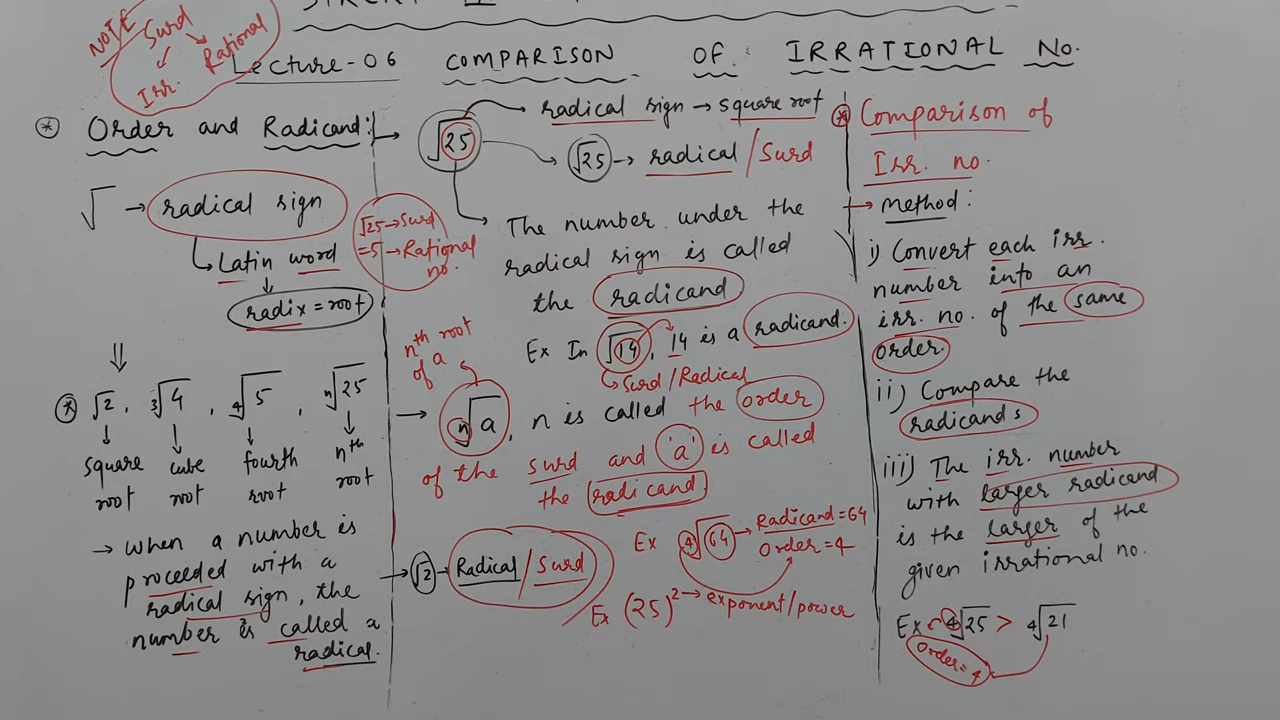 NOTE
Surd
Irr. Rational
Lecture-06 COMPARISON OF IRRATIONAL No.
* Order and Radicand:
√ → radical sign
Latin word
radix = root
* √2, ³√4, ⁴√5, ⁿ√25
square root
cube root
fourth root
nth root
→ when a number is
proceeded with a
radical sign, the
number is called a
radical.
→ √25 → radical sign → square root
√25 → radical / Surd
√25 → Surd
= 5 → Rational
no.
The number under the
radical sign is called
the radicand
Ex In √14, 14 is a radicand.
Surd / Radical
nth root
of a
→ ⁿ√a, n is called the order
of the surd and 'a' is called
the radicand
→ √2 → Radical / Surd
Ex ⁴√64 → Radicand = 64
Order = 4
Ex (25)² → exponent/power
* Comparison of
Irr. no.
→ method:
i) Convert each irr.
number into an
irr. no. of the same
order.
ii) Compare the
radicands
iii) The irr. number
with larger radicand
is the larger of the
given irrational no.
Ex ⁴√25 > ⁴√21
Order = 4